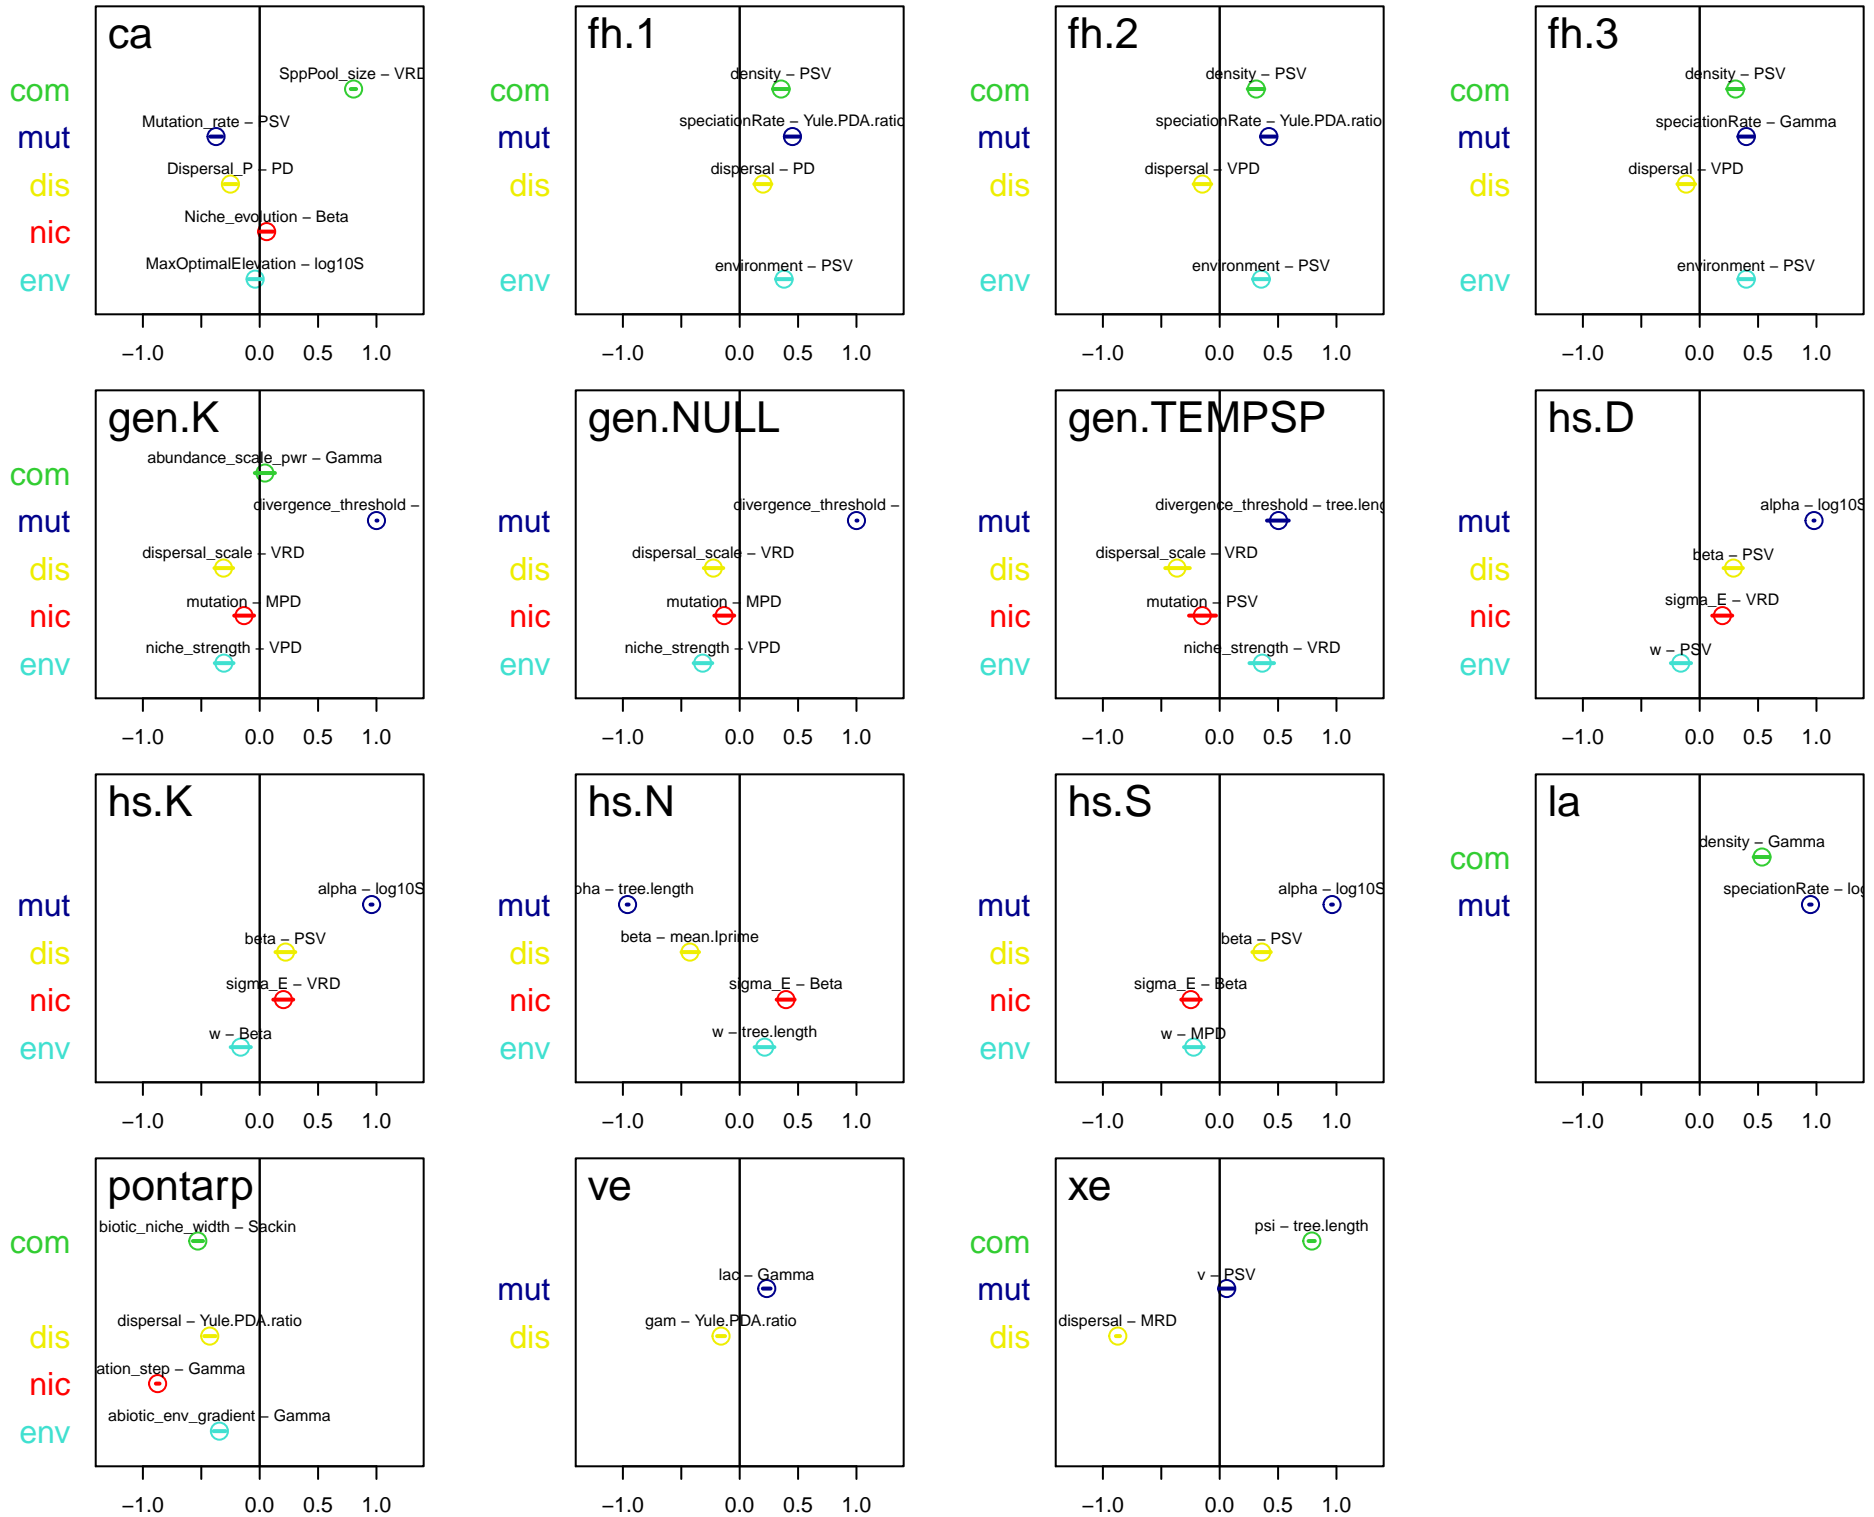 ca
fh.1
fh.2
fh.3
com
SppPool_size – VRD
com
density – PSV
com
density – PSV
com
density – PSV
mut
Mutation_rate – PSV
mut
speciationRate – Yule.PDA.ratio
mut
speciationRate – Yule.PDA.ratio
mut
speciationRate – Gamma
dis
Dispersal_P – PD
dis
dispersal – PD
dis
dispersal – VPD
dis
dispersal – VPD
nic
Niche_evolution – Beta
env
MaxOptimalElevation – log10S
env
environment – PSV
env
environment – PSV
env
environment – PSV
−1.0 0.0 0.5 1.0
−1.0 0.0 0.5 1.0
−1.0 0.0 0.5 1.0
−1.0 0.0 0.5 1.0
gen.K
gen.NULL
gen.TEMPSP
hs.D
com
abundance_scale_pwr – Gamma
mut
divergence_threshold –
mut
divergence_threshold –
mut
divergence_threshold – tree.leng
mut
alpha – log10S
dis
dispersal_scale – VRD
dis
dispersal_scale – VRD
dis
dispersal_scale – VRD
dis
beta – PSV
nic
mutation – MPD
nic
mutation – MPD
nic
mutation – PSV
nic
sigma_E – VRD
env
niche_strength – VPD
env
niche_strength – VPD
env
niche_strength – VRD
env
w – PSV
−1.0 0.0 0.5 1.0
−1.0 0.0 0.5 1.0
−1.0 0.0 0.5 1.0
−1.0 0.0 0.5 1.0
hs.K
hs.N
hs.S
la
com
density – Gamma
mut
alpha – log10S
mut
pha – tree.length
mut
alpha – log10S
mut
speciationRate – log
dis
beta – PSV
dis
beta – mean.Iprime
dis
beta – PSV
nic
sigma_E – VRD
nic
sigma_E – Beta
nic
sigma_E – Beta
env
w – Beta
env
w – tree.length
env
w – MPD
−1.0 0.0 0.5 1.0
−1.0 0.0 0.5 1.0
−1.0 0.0 0.5 1.0
−1.0 0.0 0.5 1.0
pontarp
ve
xe
com
biotic_niche_width – Sackin
com
psi – tree.length
mut
lac – Gamma
mut
v – PSV
dis
dispersal – Yule.PDA.ratio
dis
gam – Yule.PDA.ratio
dis
dispersal – MRD
nic
ation_step – Gamma
env
abiotic_env_gradient – Gamma
−1.0 0.0 0.5 1.0
−1.0 0.0 0.5 1.0
−1.0 0.0 0.5 1.0